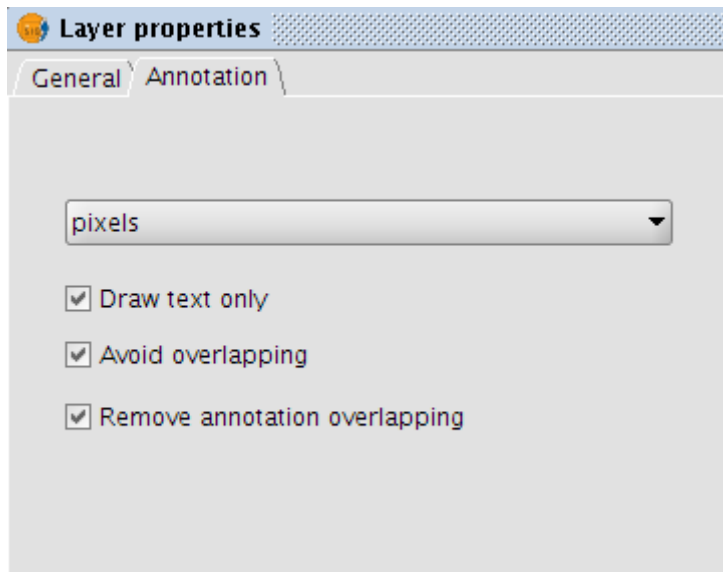 Layer properties
General Annotation
pixels
Draw text only
Avoid overlapping
Remove annotation overlapping